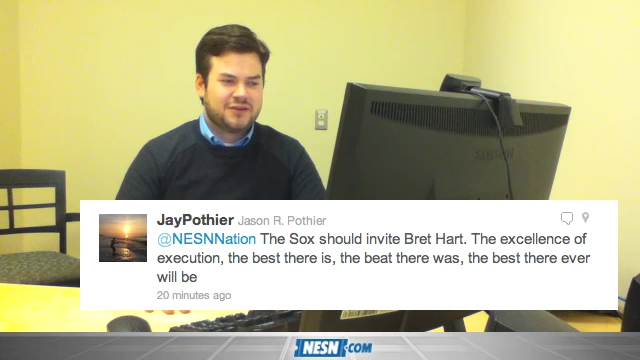 SAMSUNG
JayPothier Jason R. Pothier
@NESNNation The Sox should invite Bret Hart. The excellence of
execution, the best there is, the beat there was, the best there ever
will be
20 minutes ago
NESN.COM